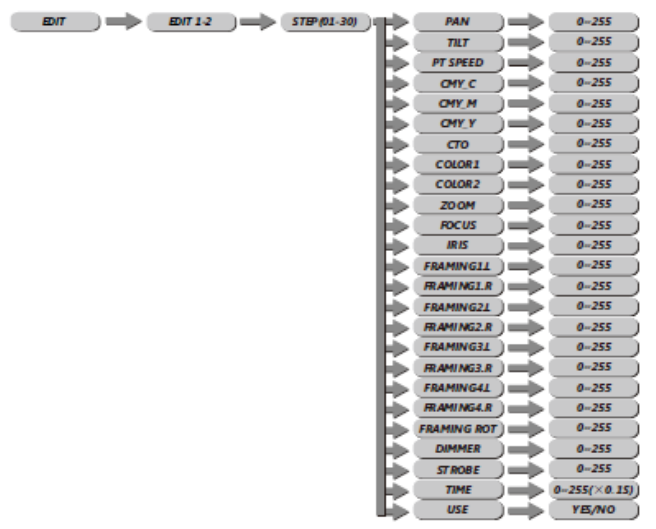 EDIT EDIT 1-2 STEP(01-30) PAN 0~255
TILT 0~255
PT SPEED 0~255
CMY_C 0~255
CMY_M 0~255
CMY_Y 0~255
CTO 0~255
COLOR1 0~255
COLOR2 0~255
ZOOM 0~255
FOCUS 0~255
IRIS 0~255
FRAMING1.L 0~255
FRAMING1.R 0~255
FRAMING2.L 0~255
FRAMING2.R 0~255
FRAMING3.L 0~255
FRAMING3.R 0~255
FRAMING4.L 0~255
FRAMING4.R 0~255
FRAMING ROT 0~255
DIMMER 0~255
STROBE 0~255
TIME 0~255(×0.1S)
USE YES/NO